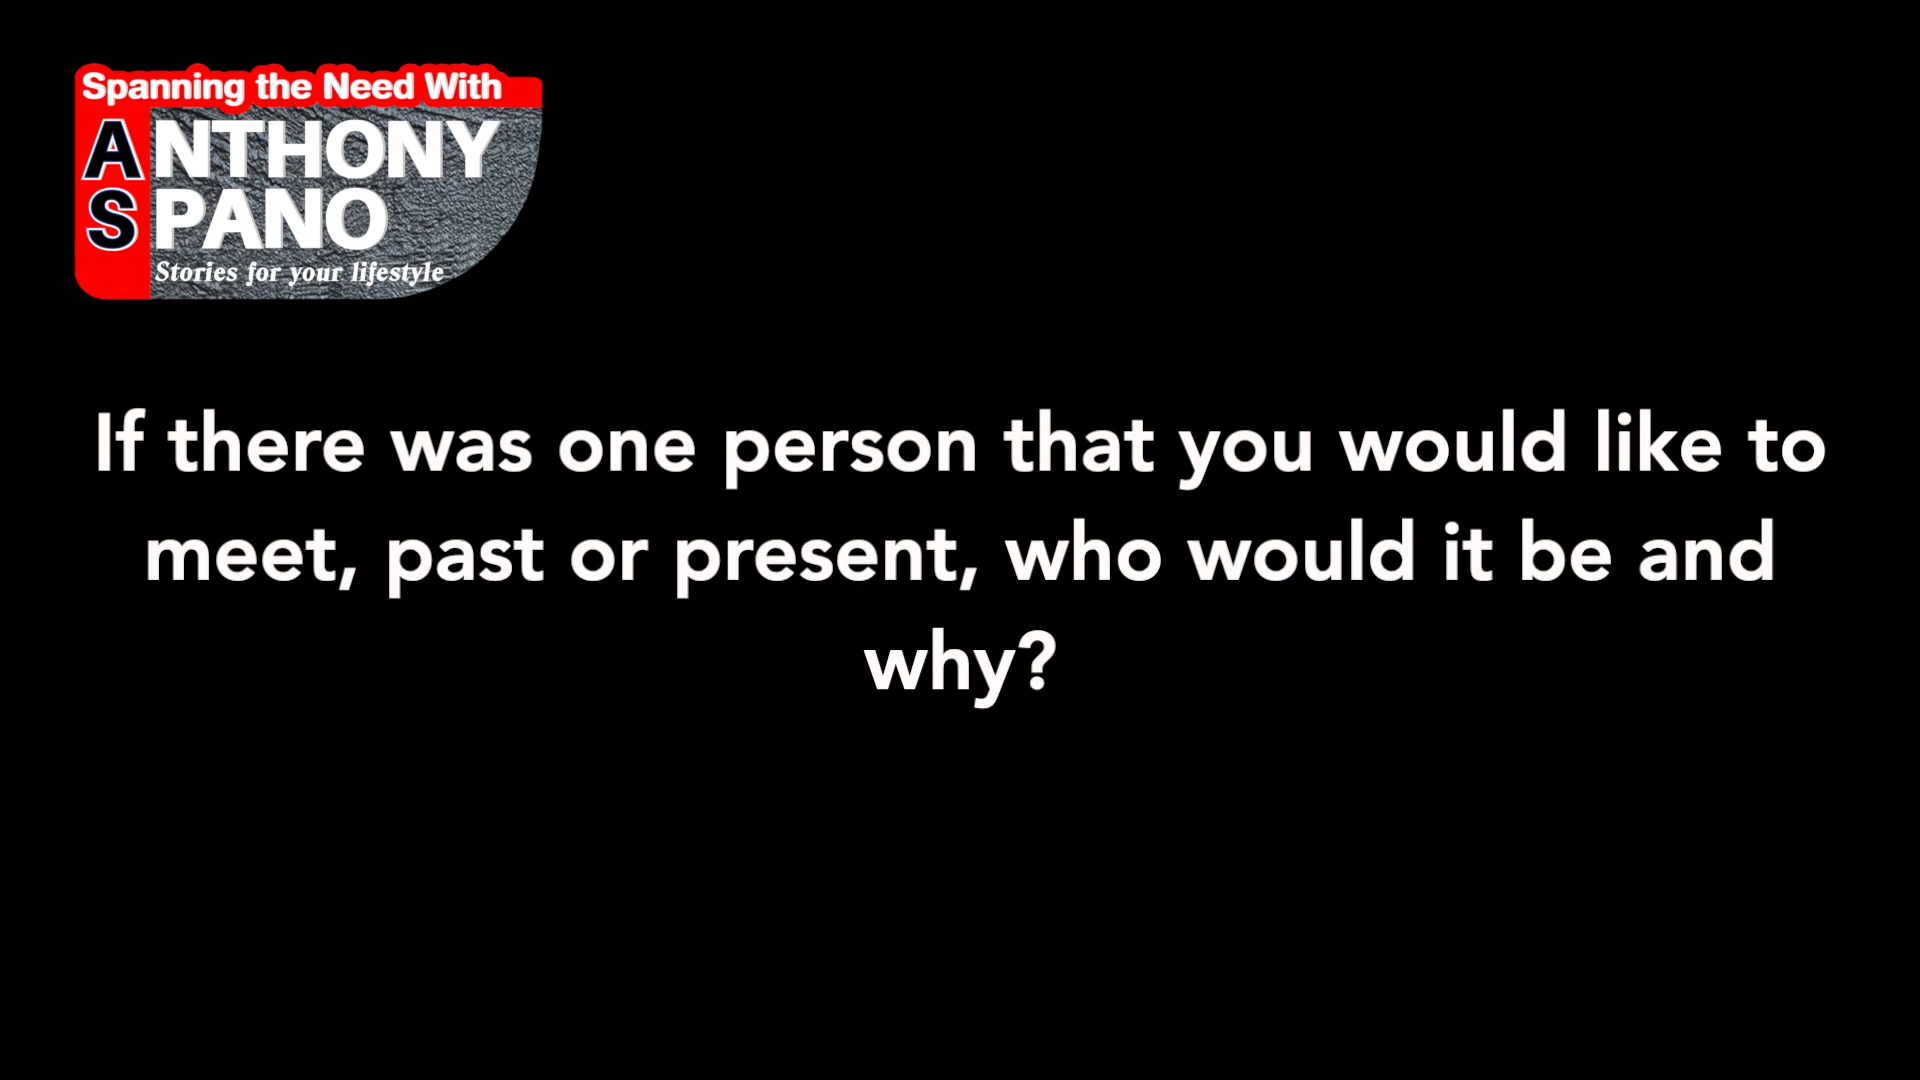 Spanning the Need With
ANTHONY
SPANO
Stories for your lifestyle
If there was one person that you would like to
meet, past or present, who would it be and
why?